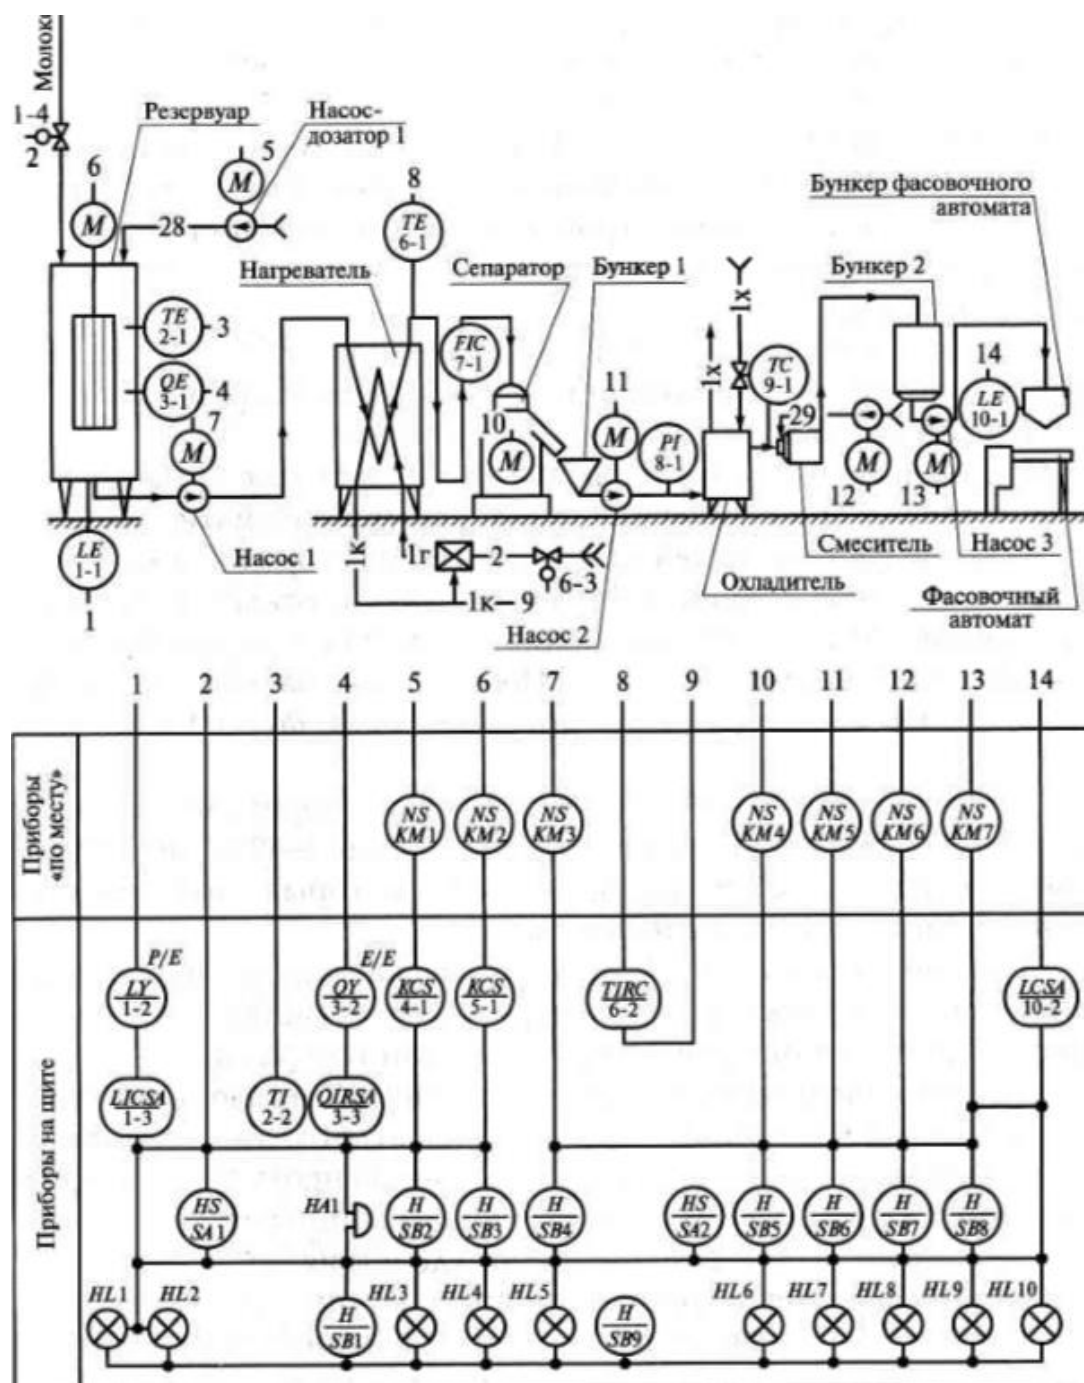 Молоко
1-4
2
Резервуар
Насос-
дозатор 1
5
M
6
M
28
8
TE
6-1
Нагреватель
Сепаратор
Бункер 1
1х
1х
Бункер 2
Бункер фасовочного
автомата
TE
2-1
3
QE
3-1
4
7
M
FIC
7-1
10
M
11
M
PI
8-1
TC
9-1
29
14
LE
10-1
M
12
M
13
LE
1-1
1
Насос 1
1к
1г
2
6-3
1к
9
Насос 2
Охладитель
Смеситель
Насос 3
Фасовочный
автомат
1 2 3 4 5 6 7 8 9 10 11 12 13 14
Приборы
«по месту»
NS
KM1
NS
KM2
NS
KM3
NS
KM4
NS
KM5
NS
KM6
NS
KM7
Приборы на щите
P/E
LY
1-2
E/E
QY
3-2
KCS
4-1
KCS
5-1
TIRC
6-2
LCSA
10-2
LICSA
1-3
TI
2-2
QIRSA
3-3
HS
SA1
HA1
H
SB2
H
SB3
H
SB4
HS
SA2
H
SB5
H
SB6
H
SB7
H
SB8
HL1
HL2
H
SB1
HL3
HL4
HL5
H
SB9
HL6
HL7
HL8
HL9
HL10